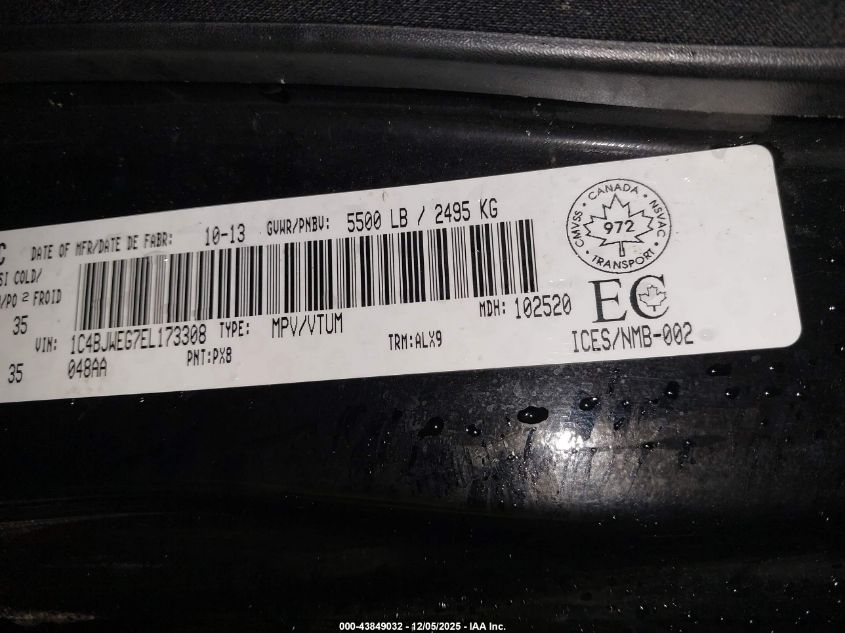 C
DATE OF MFR/DATE DE FABR: 10-13 GVWR/PNBV: 5500 LB / 2495 KG
SI COLD/
/PO ² FROID
35
VIN: 1C4BJWEG7EL173308 TYPE: MPV/VTUM MDH: 102520
35
048AA PNT:PX8 TRM:ALX9
CMVSS • CANADA • NSVAC • TRANSPORT •
972
EC
ICES/NMB-002
000-43849032 - 12/05/2025 - IAA Inc.